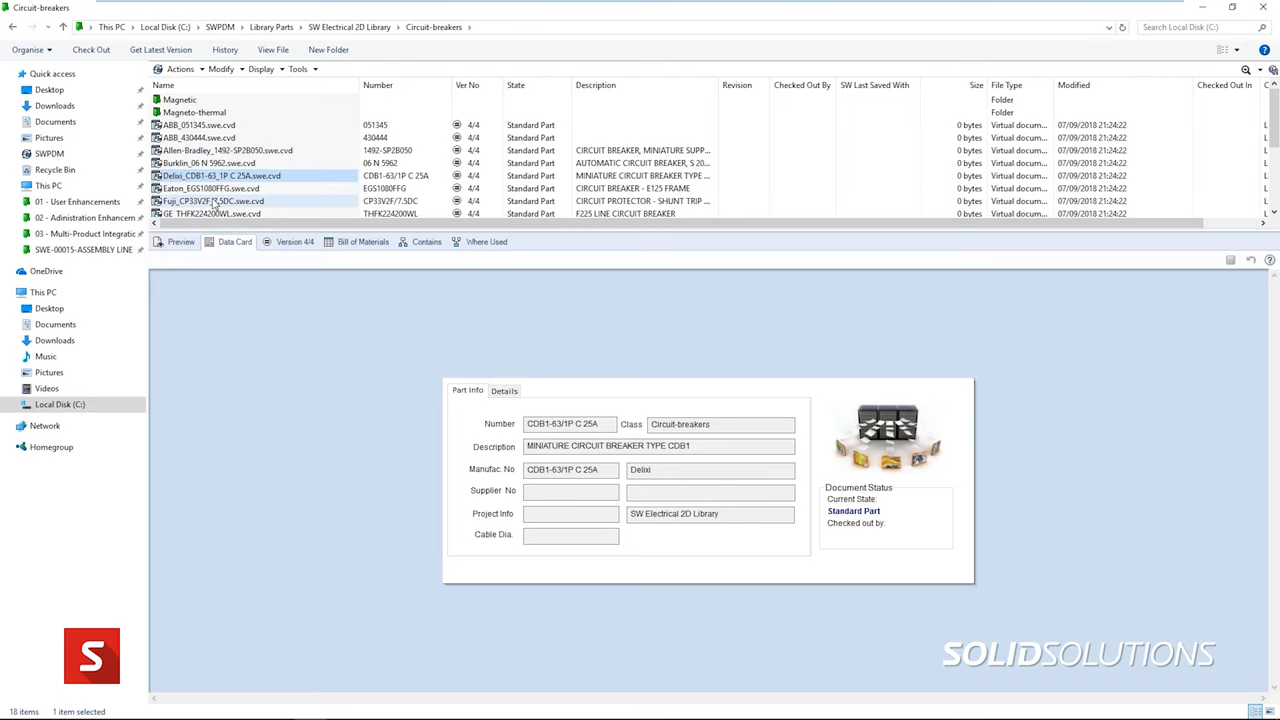 Circuit-breakers
This PC > Local Disk (C:) > SWPDM > Library Parts > SW Electrical 2D Library > Circuit-breakers >
Search Local Disk (C:)
Organise Check Out Get Latest Version History View File New Folder
Quick access
Desktop
Downloads
Documents
Pictures
SWPDM
Recycle Bin
This PC
01 - User Enhancements
02 - Adinistration Enhancem
03 - Multi-Product Integratic
SWE-00015-ASSEMBLY LINE
OneDrive
This PC
Desktop
Documents
Downloads
Music
Pictures
Videos
Local Disk (C:)
Network
Homegroup
Actions Modify Display Tools
Name Number Ver No State Description Revision Checked Out By SW Last Saved With Size File Type Modified Checked Out In C
Magnetic Folder
Magneto-thermal Folder
ABB_051345.swe.cvd 051345 4/4 Standard Part 0 bytes Virtual docum... 07/09/2018 21:24:22 L
ABB_430444.swe.cvd 430444 4/4 Standard Part 0 bytes Virtual docum... 07/09/2018 21:24:22 L
Allen-Bradley_1492-SP2B050.swe.cvd 1492-SP2B050 4/4 Standard Part CIRCUIT BREAKER, MINIATURE SUPP... 0 bytes Virtual docum... 07/09/2018 21:24:22 L
Burklin_06 N 5962.swe.cvd 06 N 5962 4/4 Standard Part AUTOMATIC CIRCUIT BREAKER, S 20... 0 bytes Virtual docum... 07/09/2018 21:24:22 L
Delixi_CDB1-63_1P C 25A.swe.cvd CDB1-63/1P C 25A 4/4 Standard Part MINIATURE CIRCUIT BREAKER TYPE ... 0 bytes Virtual docum... 07/09/2018 21:24:22 L
Eaton_EGS1080FFG.swe.cvd EGS1080FFG 4/4 Standard Part CIRCUIT BREAKER - E125 FRAME 0 bytes Virtual docum... 07/09/2018 21:24:22 L
Fuji_CP33V2F_7.5DC.swe.cvd CP33V2F/7.5DC 4/4 Standard Part CIRCUIT PROTECTOR - SHUNT TRIP ... 0 bytes Virtual docum... 07/09/2018 21:24:22 L
GE_THFK224200WL.swe.cvd THFK224200WL 4/4 Standard Part F225 LINE CIRCUIT BREAKER 0 bytes Virtual docum... 07/09/2018 21:24:22 L
Preview Data Card Version 4/4 Bill of Materials Contains Where Used
Part Info Details
Number CDB1-63/1P C 25A Class Circuit-breakers
Description MINIATURE CIRCUIT BREAKER TYPE CDB1
Manufac. No CDB1-63/1P C 25A Delixi
Supplier No
Project Info SW Electrical 2D Library
Cable Dia.
Document Status
Current State:
Standard Part
Checked out by:
S
SOLIDSOLUTIONS
18 items 1 item selected